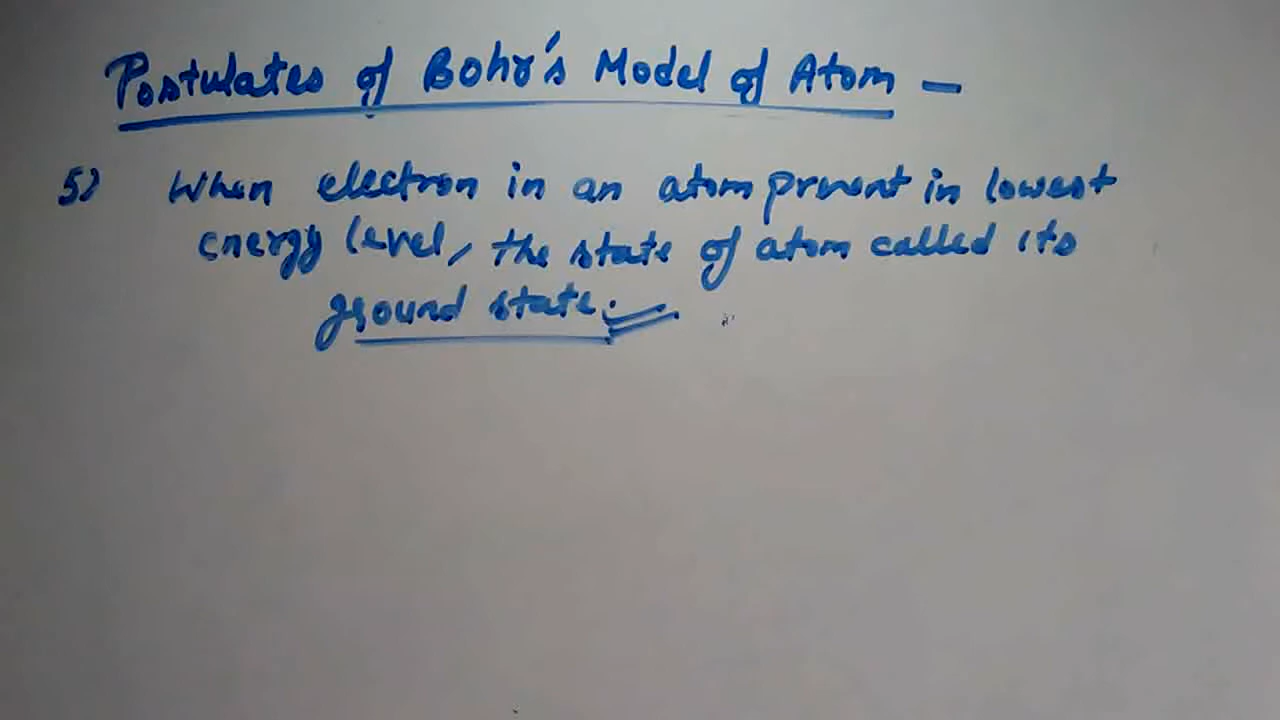 Postulates of Bohr's Model of Atom -
5) When electron in an atom present in lowest
energy level, the state of atom called its
ground state.